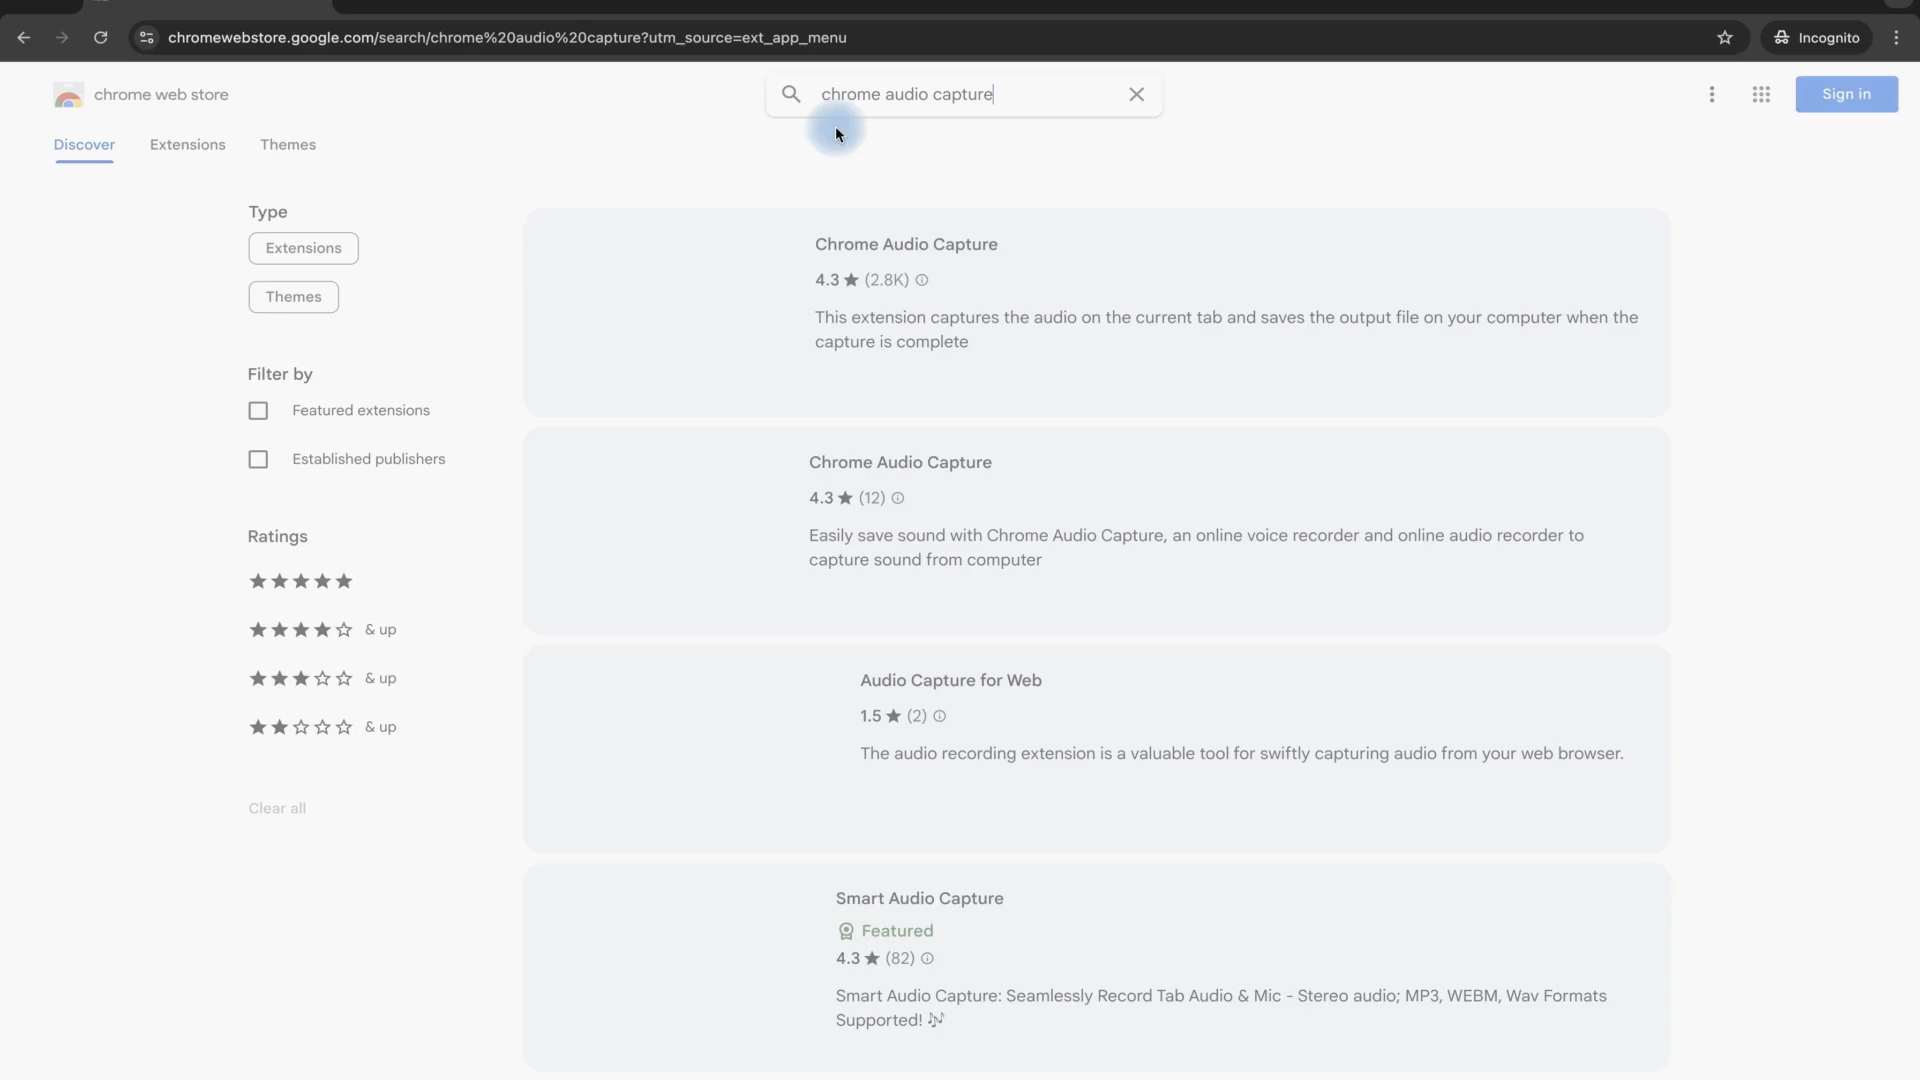 chromewebstore.google.com/search/chrome%20audio%20capture?utm_source=ext_app_menu
Incognito
chrome web store
chrome audio capture
Sign in
Discover
Extensions
Themes
Type
Extensions
Themes
Filter by
Featured extensions
Established publishers
Ratings
& up
& up
& up
Clear all
Chrome Audio Capture
4.3 ★ (2.8K)
This extension captures the audio on the current tab and saves the output file on your computer when the
capture is complete
Chrome Audio Capture
4.3 ★ (12)
Easily save sound with Chrome Audio Capture, an online voice recorder and online audio recorder to
capture sound from computer
Audio Capture for Web
1.5 ★ (2)
The audio recording extension is a valuable tool for swiftly capturing audio from your web browser.
Smart Audio Capture
Featured
4.3 ★ (82)
Smart Audio Capture: Seamlessly Record Tab Audio & Mic - Stereo audio; MP3, WEBM, Wav Formats
Supported! 🎶